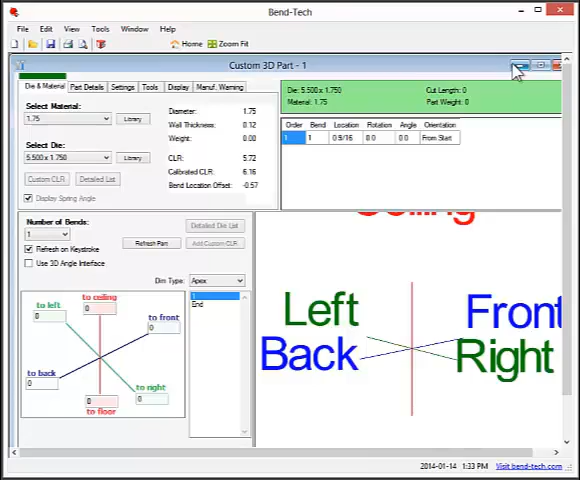 Bend-Tech
File Edit View Tools Window Help
Home Zoom Fit
Custom 3D Part - 1
Die & Material Part Details Settings Tools Display Manuf. Warning
Select Material:
1.75 Library
Select Die:
5.500 x 1.750 Library
Custom CLR Detailed List
Display Spring Angle
Diameter: 1.75
Wall Thickness: 0.12
Weight: 0.00
CLR: 5.72
Calibrated CLR: 6.16
Bend Location Offset: -0.57
Die: 5.500 x 1.750 Cut Length: 0
Material: 1.75 Part Weight: 0
Order Bend Location Rotation Angle Orientation
1 1 0 9/16 0.0 0.0 From Start
Number of Bends:
1
Refresh on Keystroke
Use 3D Angle Interface
Detailed Die List
Refresh Part Add Custom CLR
Dim Type: Apex
to left
0
to ceiling
0
to front
0
to back
0
to right
0
0
to floor
1
End
Ceiling
Left Front
Back Right
2014-01-14 1:33 PM Visit bend-tech.com